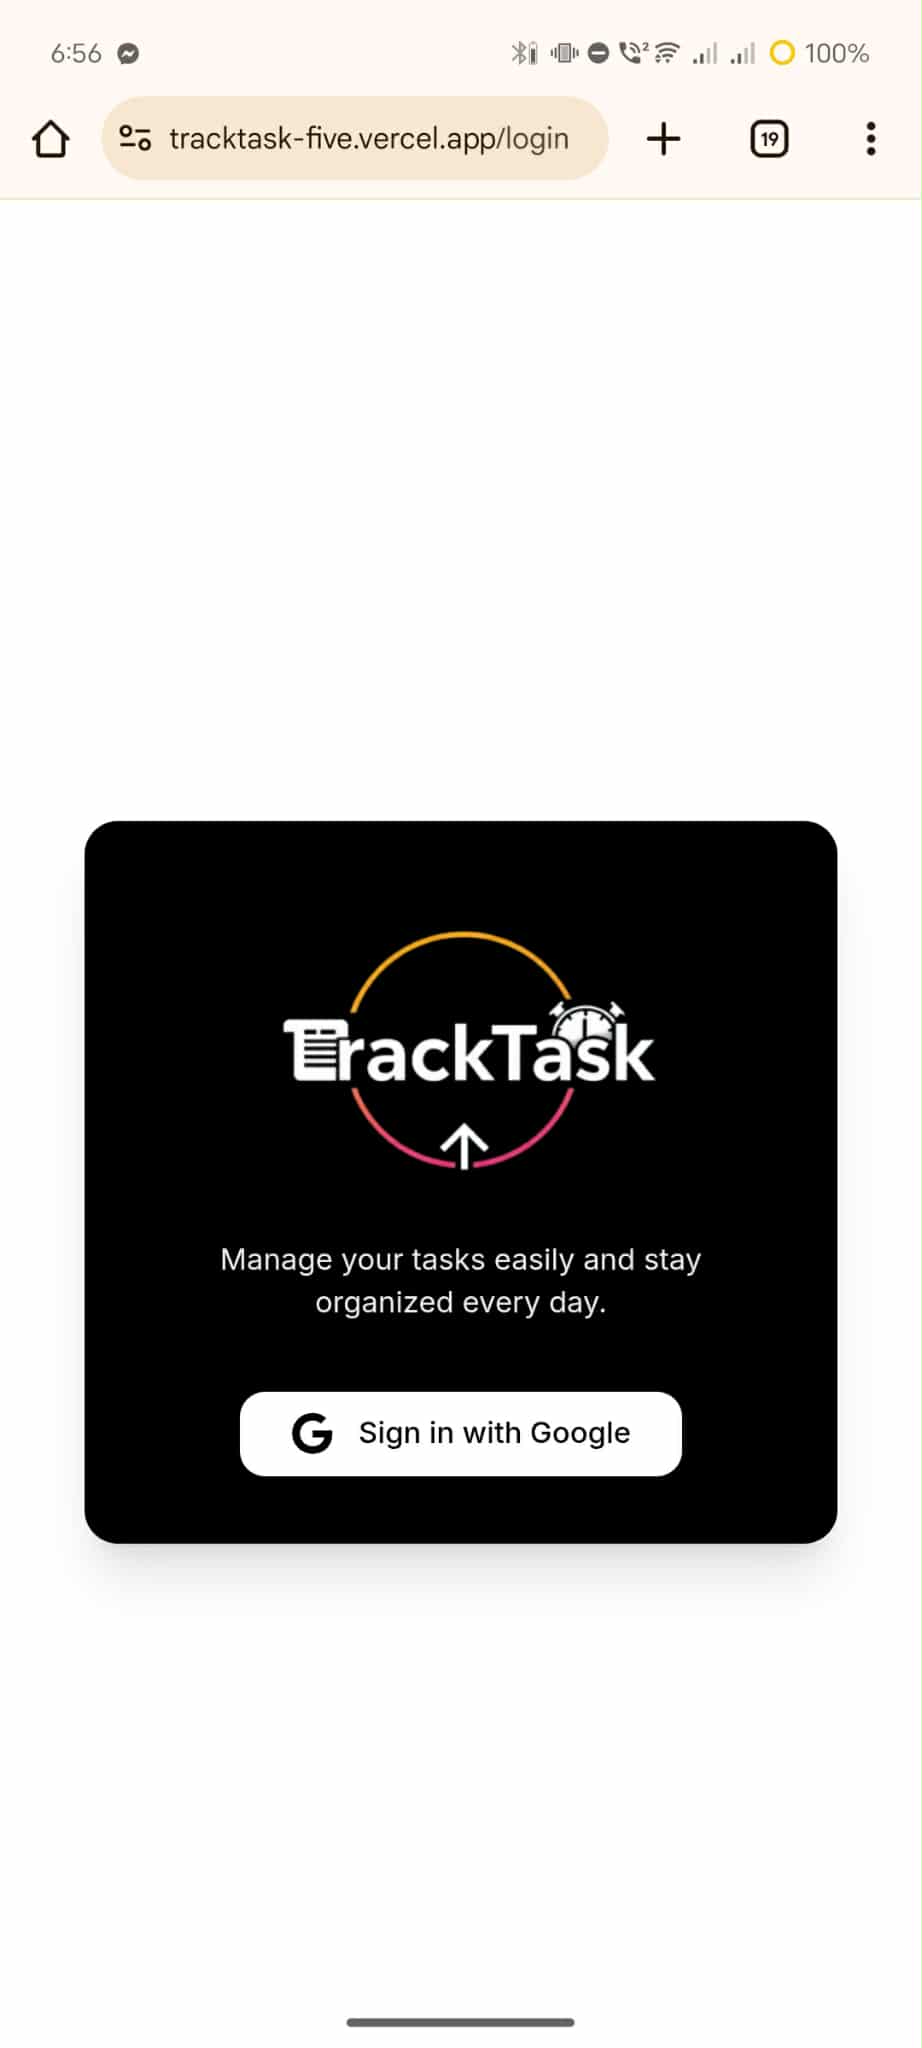 6:56
2
100%
tracktask-five.vercel.app/login
19
TrackTask
Manage your tasks easily and stay
organized every day.
G Sign in with Google